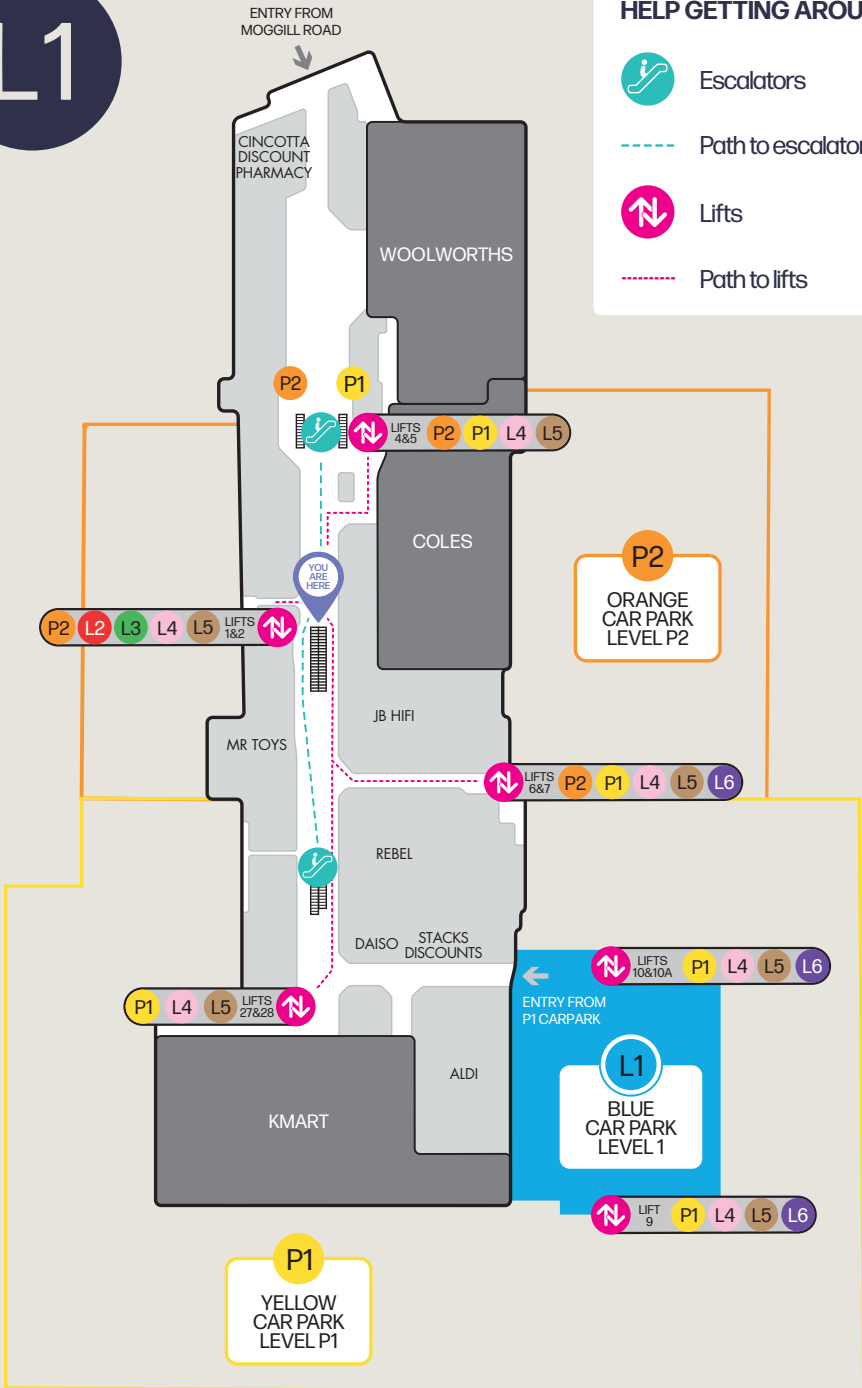 L1
ENTRY FROM
MOGGILL ROAD
HELP GETTING AROU
Escalators
Path to escalator
Lifts
Path to lifts
CINCOTTA
DISCOUNT
PHARMACY
WOOLWORTHS
P2
P1
LIFTS
4&5
P2 P1 L4 L5
COLES
YOU
ARE
HERE
P2
ORANGE
CAR PARK
LEVEL P2
P2 L2 L3 L4 L5
LIFTS
1&2
JB HIFI
MR TOYS
LIFTS
6&7
P2 P1 L4 L5 L6
REBEL
DAISO
STACKS
DISCOUNTS
LIFTS
10&10A
P1 L4 L5 L6
P1 L4 L5
LIFTS
27&28
ENTRY FROM
P1 CARPARK
L1
BLUE
CAR PARK
LEVEL 1
ALDI
KMART
LIFT
9
P1 L4 L5 L6
P1
YELLOW
CAR PARK
LEVEL P1